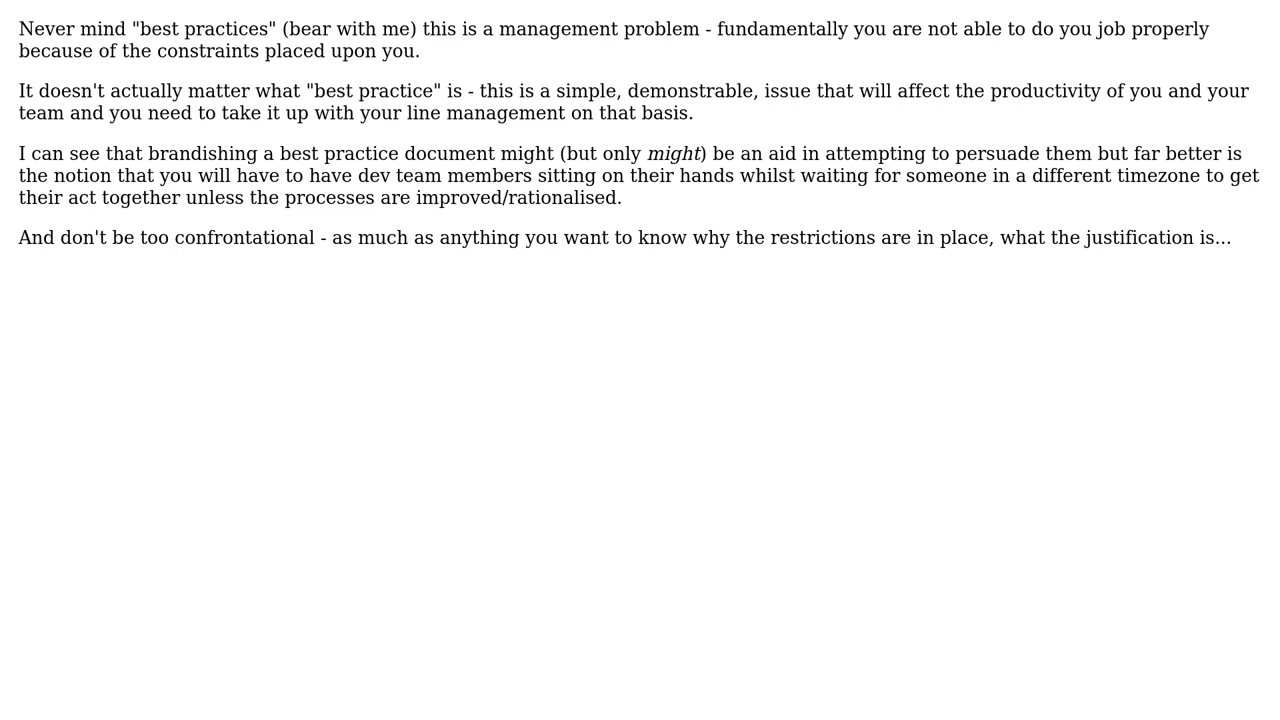 Never mind "best practices" (bear with me) this is a management problem - fundamentally you are not able to do you job properly
because of the constraints placed upon you.
It doesn't actually matter what "best practice" is - this is a simple, demonstrable, issue that will affect the productivity of you and your
team and you need to take it up with your line management on that basis.
I can see that brandishing a best practice document might (but only might) be an aid in attempting to persuade them but far better is
the notion that you will have to have dev team members sitting on their hands whilst waiting for someone in a different timezone to get
their act together unless the processes are improved/rationalised.
And don't be too confrontational - as much as anything you want to know why the restrictions are in place, what the justification is...